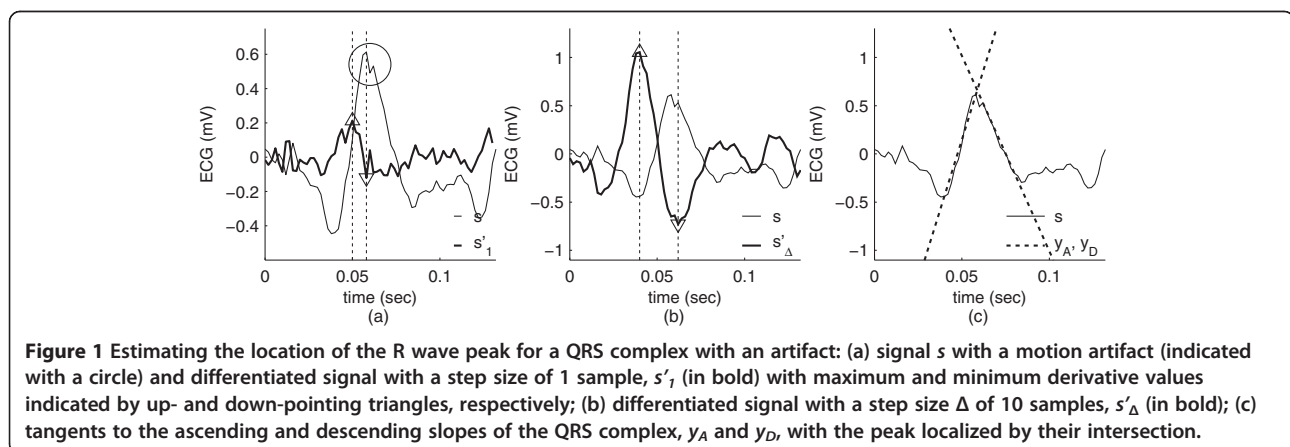 0.6
0.4
0.2
0
-0.2
-0.4
ECG (mV)
0
0.05
0.1
time (sec)
(a)
s
s'1
1
0.5
0
-0.5
-1
ECG (mV)
0
0.05
0.1
time (sec)
(b)
s
s'Δ
1
0.5
0
-0.5
-1
ECG (mV)
0
0.05
0.1
time (sec)
(c)
s
y_A, y_D
Figure 1 Estimating the location of the R wave peak for a QRS complex with an artifact: (a) signal s with a motion artifact (indicated
with a circle) and differentiated signal with a step size of 1 sample, s′1 (in bold) with maximum and minimum derivative values
indicated by up- and down-pointing triangles, respectively; (b) differentiated signal with a step size Δ of 10 samples, s′Δ (in bold); (c)
tangents to the ascending and descending slopes of the QRS complex, yA and yD, with the peak localized by their intersection.